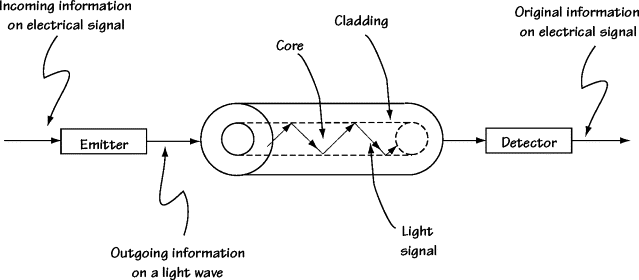 Incoming information
on electrical signal
Cladding
Original information
on electrical signal
Core
Emitter
Detector
Light
signal
Outgoing information
on a light wave